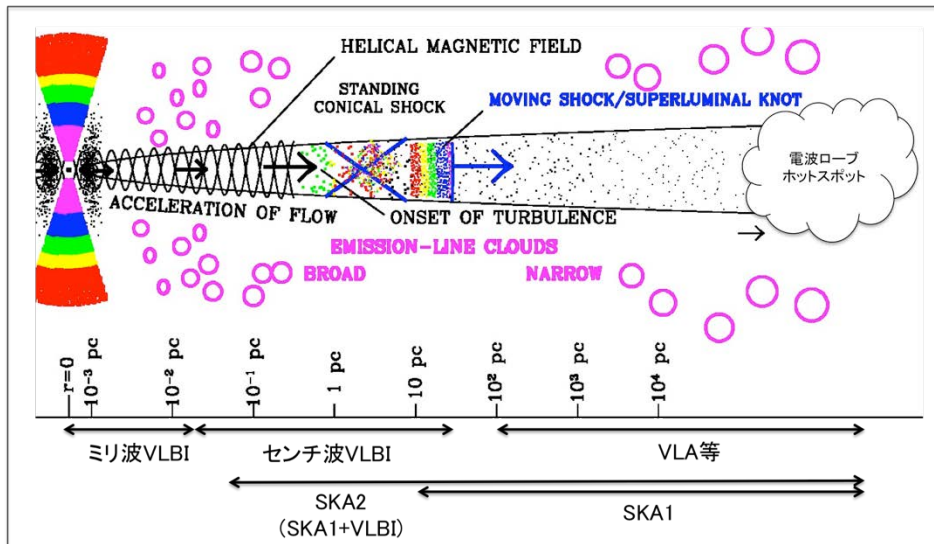 HELICAL MAGNETIC FIELD
STANDING
CONICAL SHOCK
MOVING SHOCK/SUPERLUMINAL KNOT
電波ローブ
ホットスポット
ACCELERATION OF FLOW
ONSET OF TURBULENCE
EMISSION-LINE CLOUDS
BROAD
NARROW
r=0
10⁻³ pc
10⁻² pc
10⁻¹ pc
1 pc
10 pc
10² pc
10³ pc
10⁴ pc
ミリ波VLBI
センチ波VLBI
VLA等
SKA2
(SKA1+VLBI)
SKA1